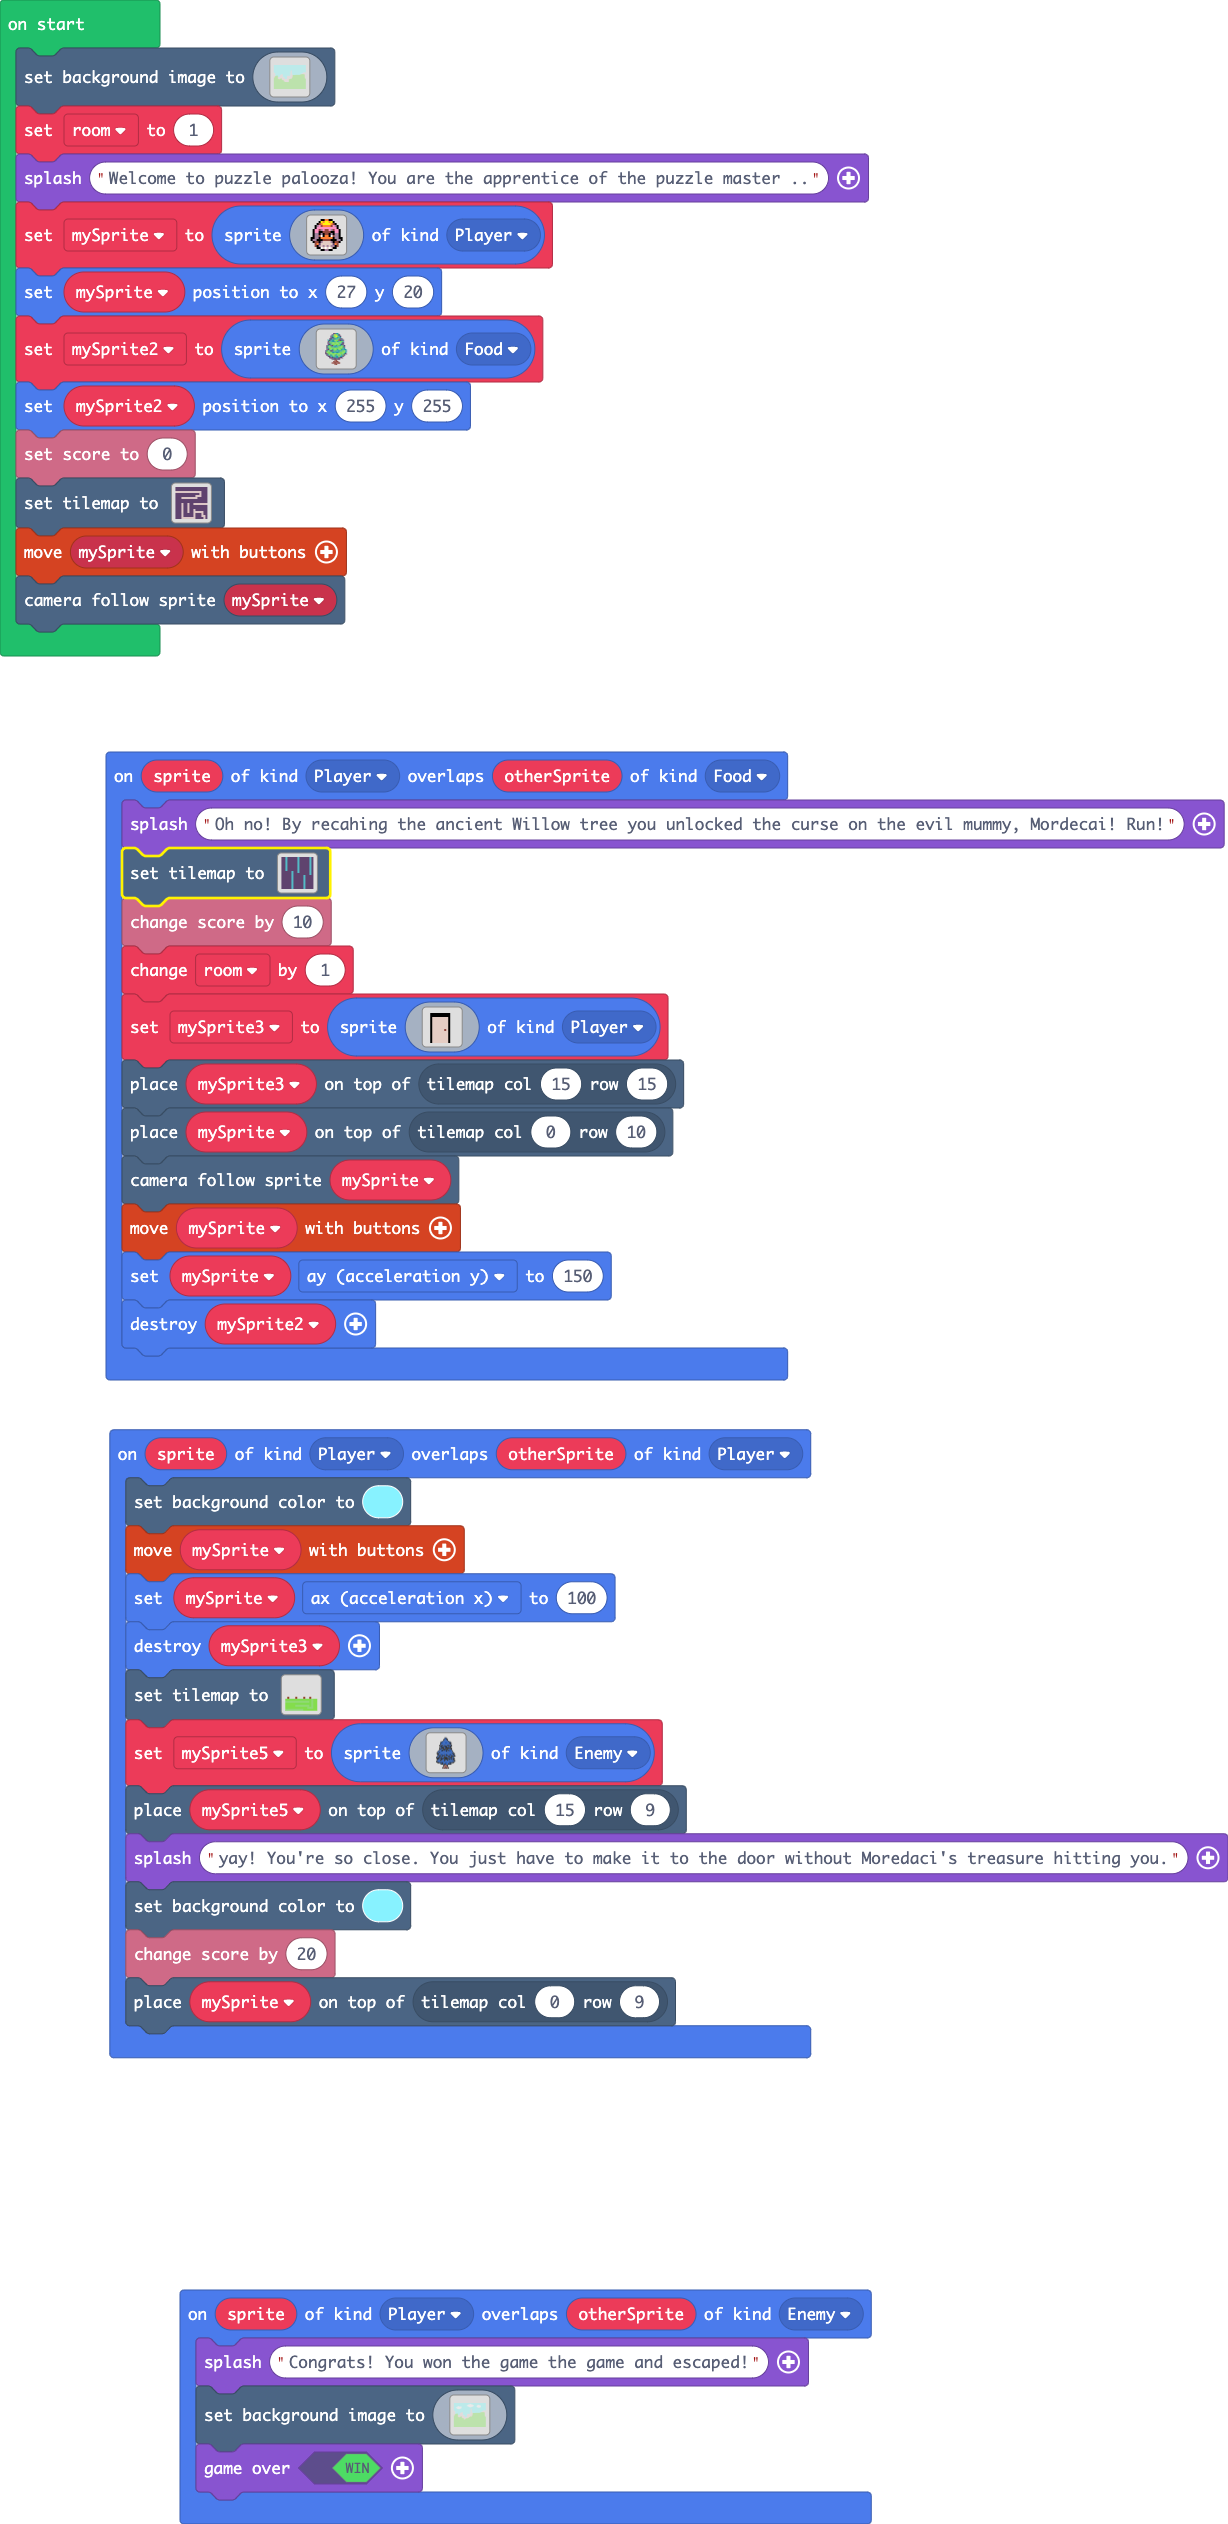 on start
set background image to
set room to 1
splash "Welcome to puzzle palooza! You are the apprentice of the puzzle master .."
set mySprite to sprite of kind Player
set mySprite position to x 27 y 20
set mySprite2 to sprite of kind Food
set mySprite2 position to x 255 y 255
set score to 0
set tilemap to
move mySprite with buttons
camera follow sprite mySprite
on sprite of kind Player overlaps otherSprite of kind Food
splash "Oh no! By recahing the ancient Willow tree you unlocked the curse on the evil mummy, Mordecai! Run!"
set tilemap to
change score by 10
change room by 1
set mySprite3 to sprite of kind Player
place mySprite3 on top of tilemap col 15 row 15
place mySprite on top of tilemap col 0 row 10
camera follow sprite mySprite
move mySprite with buttons
set mySprite ay (acceleration y) to 150
destroy mySprite2
on sprite of kind Player overlaps otherSprite of kind Player
set background color to
move mySprite with buttons
set mySprite ax (acceleration x) to 100
destroy mySprite3
set tilemap to
set mySprite5 to sprite of kind Enemy
place mySprite5 on top of tilemap col 15 row 9
splash "yay! You're so close. You just have to make it to the door without Moredaci's treasure hitting you."
set background color to
change score by 20
place mySprite on top of tilemap col 0 row 9
on sprite of kind Player overlaps otherSprite of kind Enemy
splash "Congrats! You won the game the game and escaped!"
set background image to
game over WIN